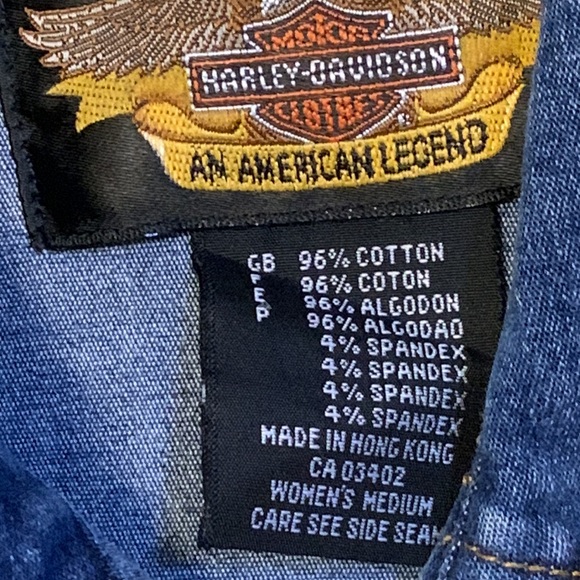 MOTOR
HARLEY-DAVIDSON
CLOTHES
AN AMERICAN LEGEND
GB 96% COTTON
F 96% COTON
E 96% ALGODON
P 96% ALGODAO
4% SPANDEX
4% SPANDEX
4% SPANDEX
4% SPANDEX
MADE IN HONG KONG
CA 03402
WOMEN'S MEDIUM
CARE SEE SIDE SEAM